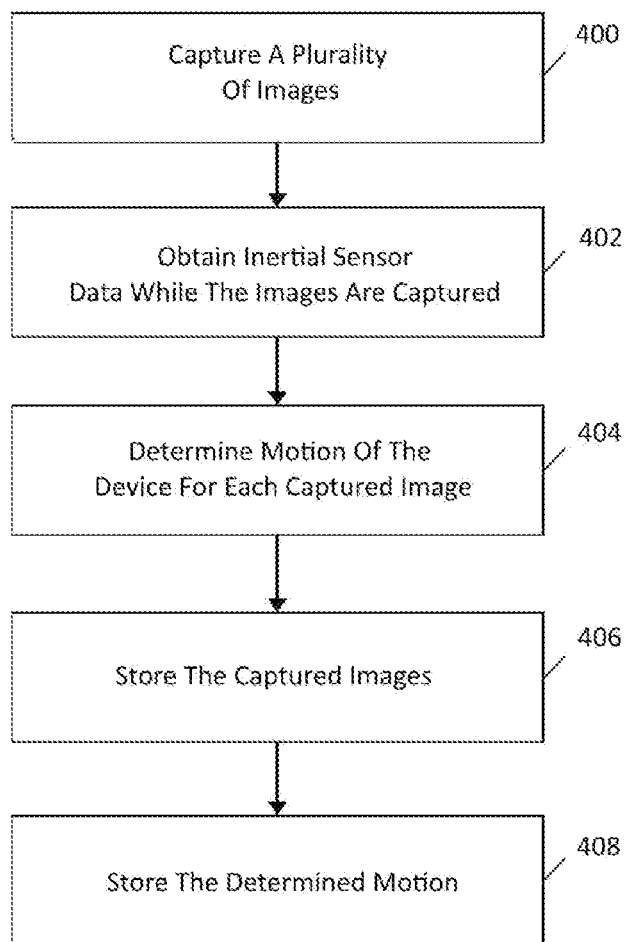 400
Capture A Plurality
Of Images
402
Obtain Inertial Sensor
Data While The Images Are Captured
404
Determine Motion Of The
Device For Each Captured Image
406
Store The Captured Images
408
Store The Determined Motion